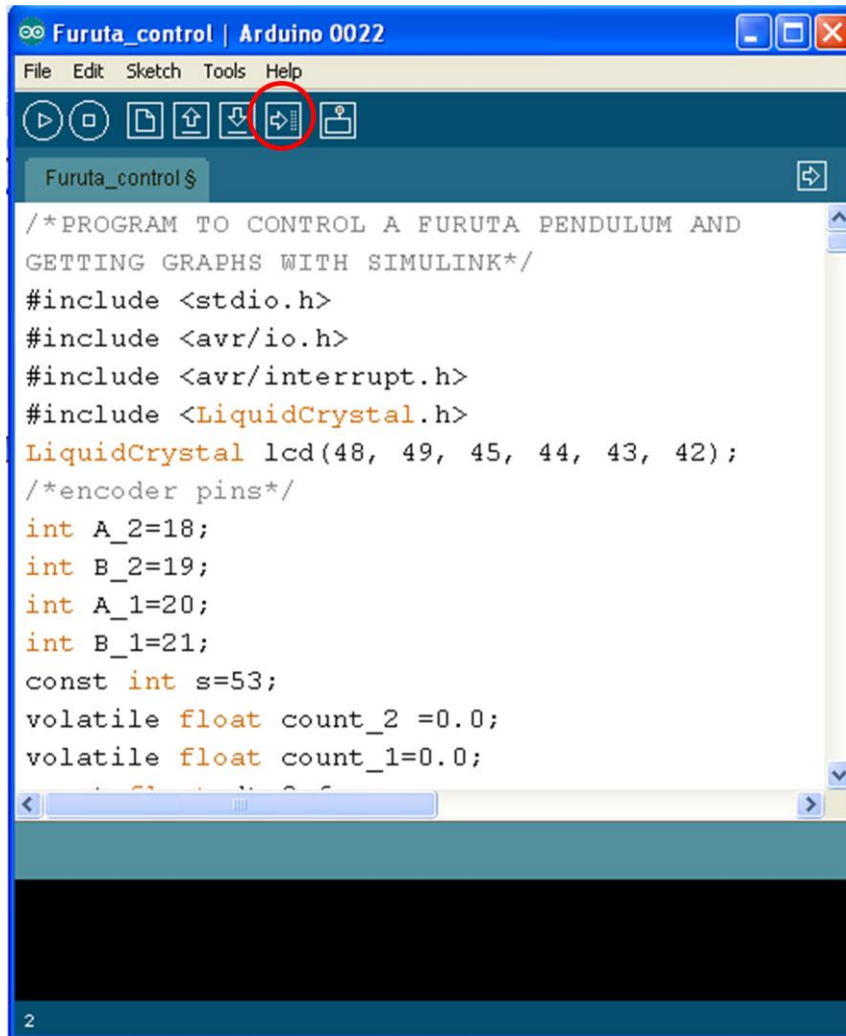 Furuta_control | Arduino 0022
File Edit Sketch Tools Help
Furuta_control §
/*PROGRAM TO CONTROL A FURUTA PENDULUM AND
GETTING GRAPHS WITH SIMULINK*/
#include <stdio.h>
#include <avr/io.h>
#include <avr/interrupt.h>
#include <LiquidCrystal.h>
LiquidCrystal lcd(48, 49, 45, 44, 43, 42);
/*encoder pins*/
int A_2=18;
int B_2=19;
int A_1=20;
int B_1=21;
const int s=53;
volatile float count_2 =0.0;
volatile float count_1=0.0;
2